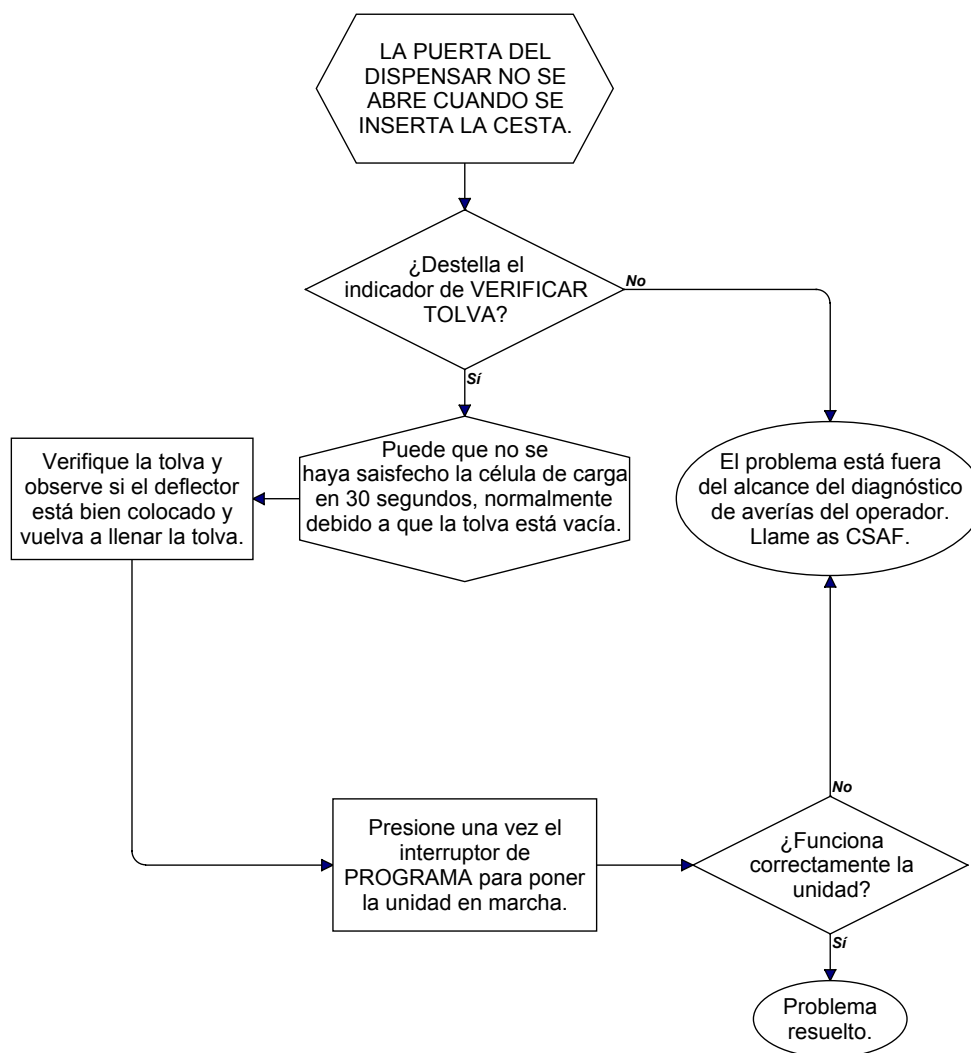 LA PUERTA DEL
DISPENSAR NO SE
ABRE CUANDO SE
INSERTA LA CESTA.
¿Destella el
indicador de VERIFICAR
TOLVA?
No
Sí
Puede que no se
haya saisfecho la célula de carga
en 30 segundos, normalmente
debido a que la tolva está vacía.
Verifique la tolva y
observe si el deflector
está bien colocado y
vuelva a llenar la tolva.
El problema está fuera
del alcance del diagnóstico
de averías del operador.
Llame as CSAF.
Presione una vez el
interruptor de
PROGRAMA para poner
la unidad en marcha.
No
¿Funciona
correctamente la
unidad?
Sí
Problema
resuelto.